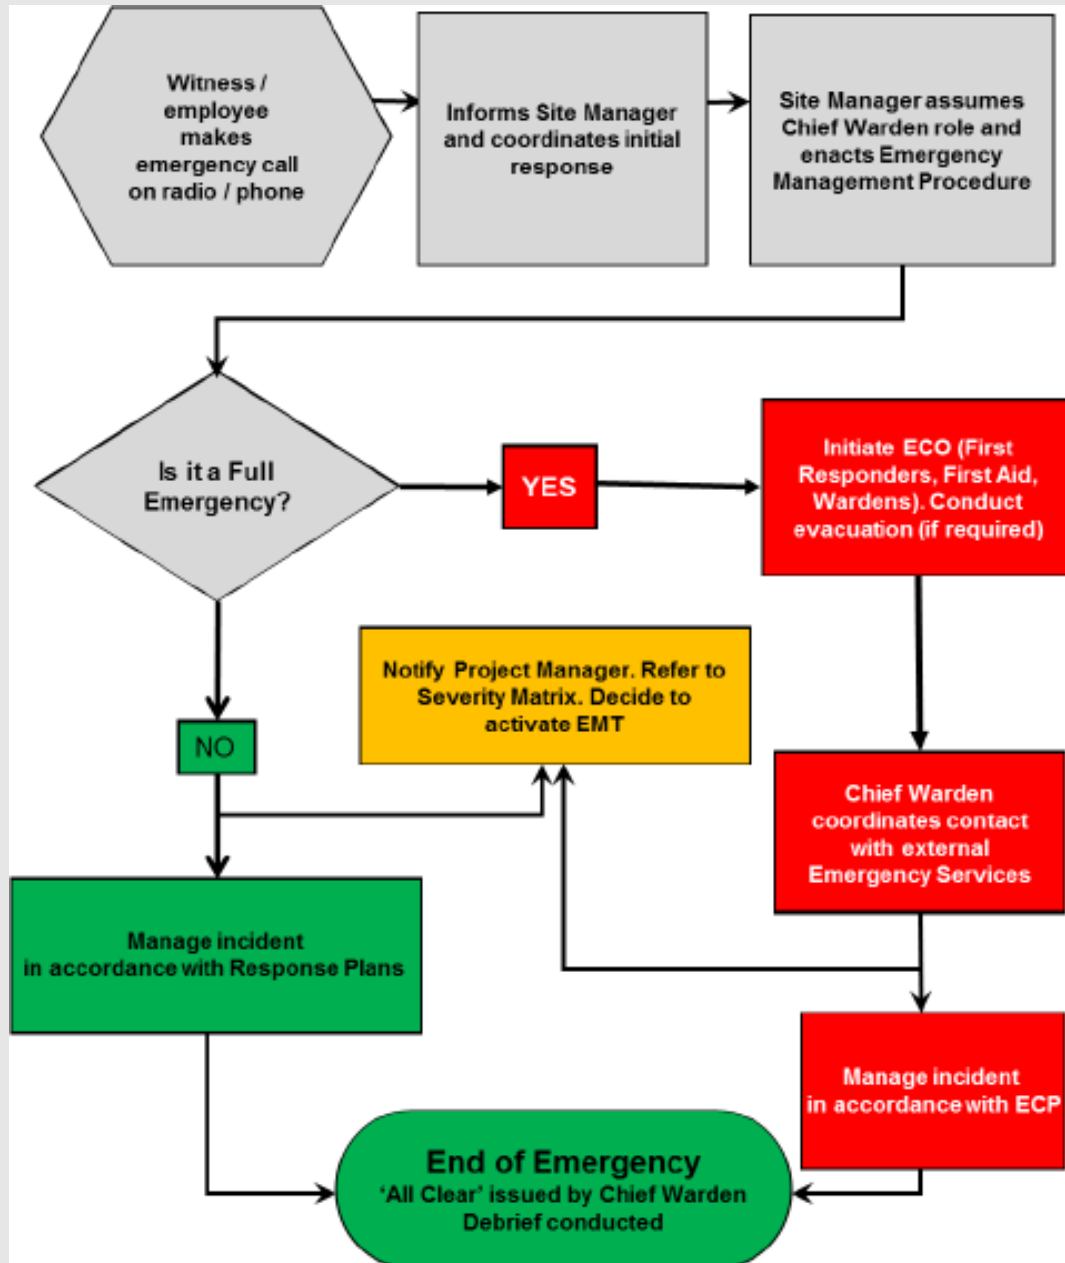 Witness /
employee
makes
emergency call
on radio / phone
Informs Site Manager
and coordinates initial
response
Site Manager assumes
Chief Warden role and
enacts Emergency
Management Procedure
Is it a Full
Emergency?
YES
Initiate ECO (First
Responders, First Aid,
Wardens). Conduct
evacuation (if required)
Notify Project Manager. Refer to
Severity Matrix. Decide to
activate EMT
NO
Chief Warden
coordinates contact
with external
Emergency Services
Manage incident
in accordance with Response Plans
Manage incident
in accordance with ECP
End of Emergency
‘All Clear’ issued by Chief Warden
Debrief conducted